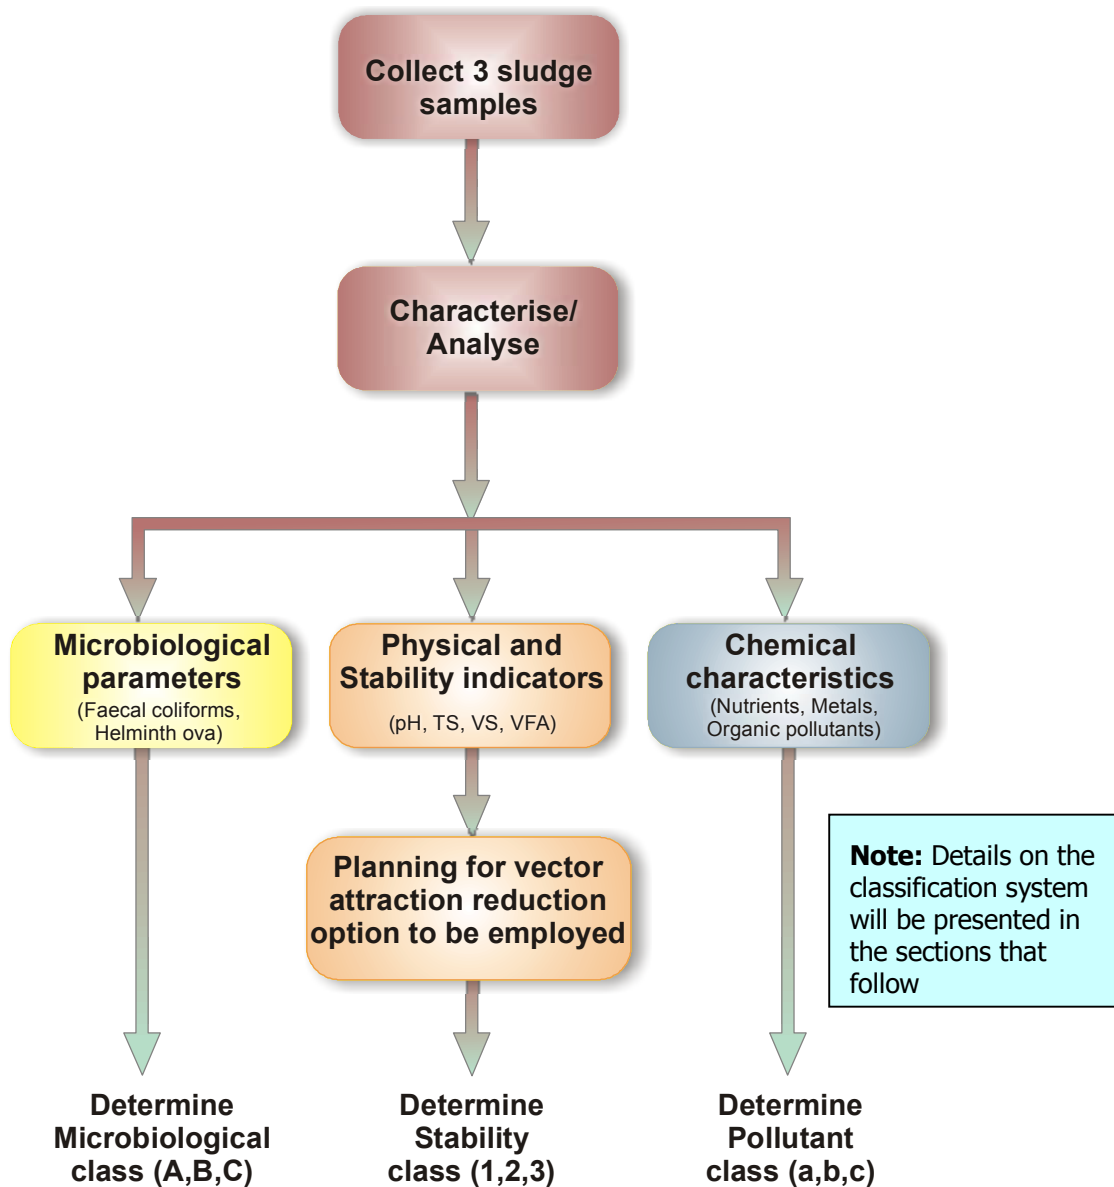 Collect 3 sludge
samples
Characterise/
Analyse
Microbiological
parameters
(Faecal coliforms,
Helminth ova)
Physical and
Stability indicators
(pH, TS, VS, VFA)
Chemical
characteristics
(Nutrients, Metals,
Organic pollutants)
Planning for vector
attraction reduction
option to be employed
Note: Details on the
classification system
will be presented in
the sections that
follow
Determine
Microbiological
class (A,B,C)
Determine
Stability
class (1,2,3)
Determine
Pollutant
class (a,b,c)